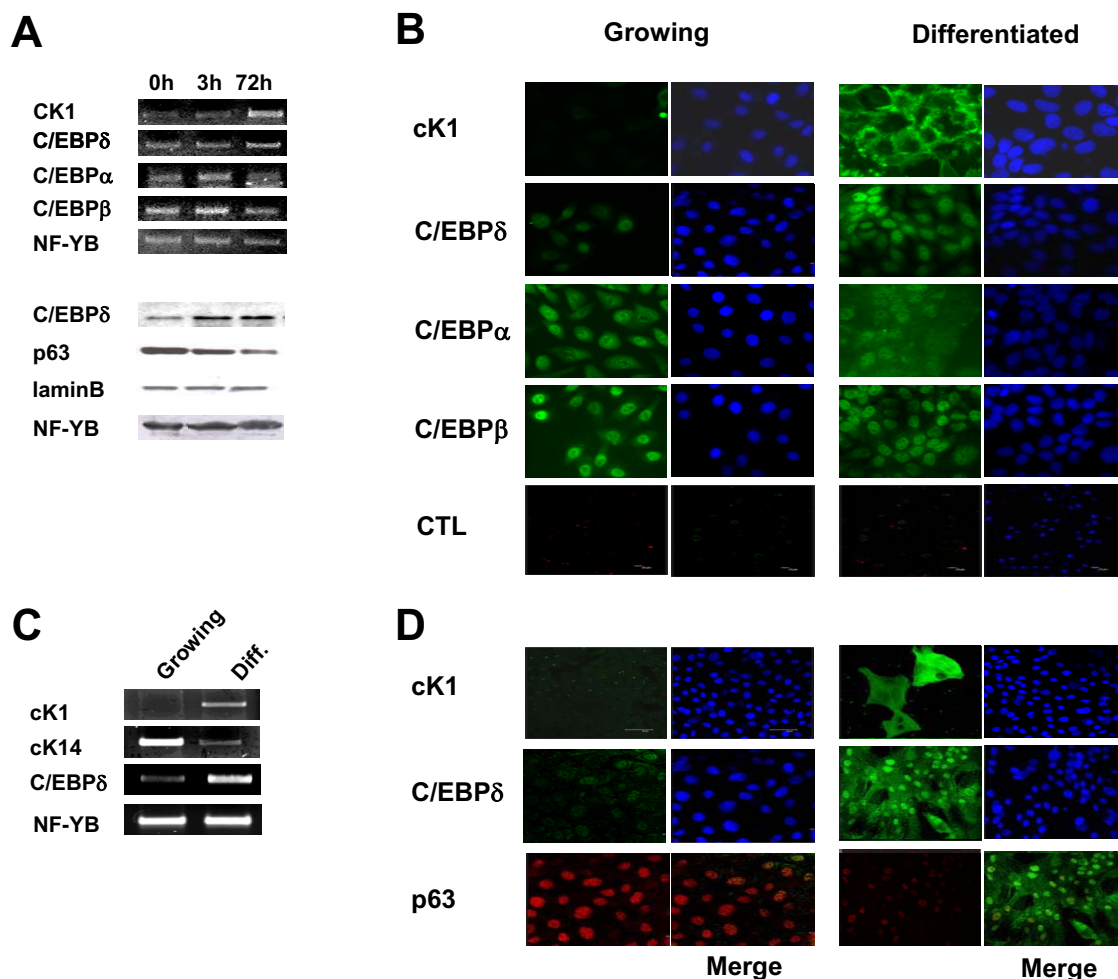 A
0h 3h 72h
CK1
C/EBPδ
C/EBPα
C/EBPβ
NF-YB
C/EBPδ
p63
laminB
NF-YB
B
Growing Differentiated
cK1
C/EBPδ
C/EBPα
C/EBPβ
CTL
C
Growing Diff.
cK1
cK14
C/EBPδ
NF-YB
D
cK1
C/EBPδ
p63
Merge Merge